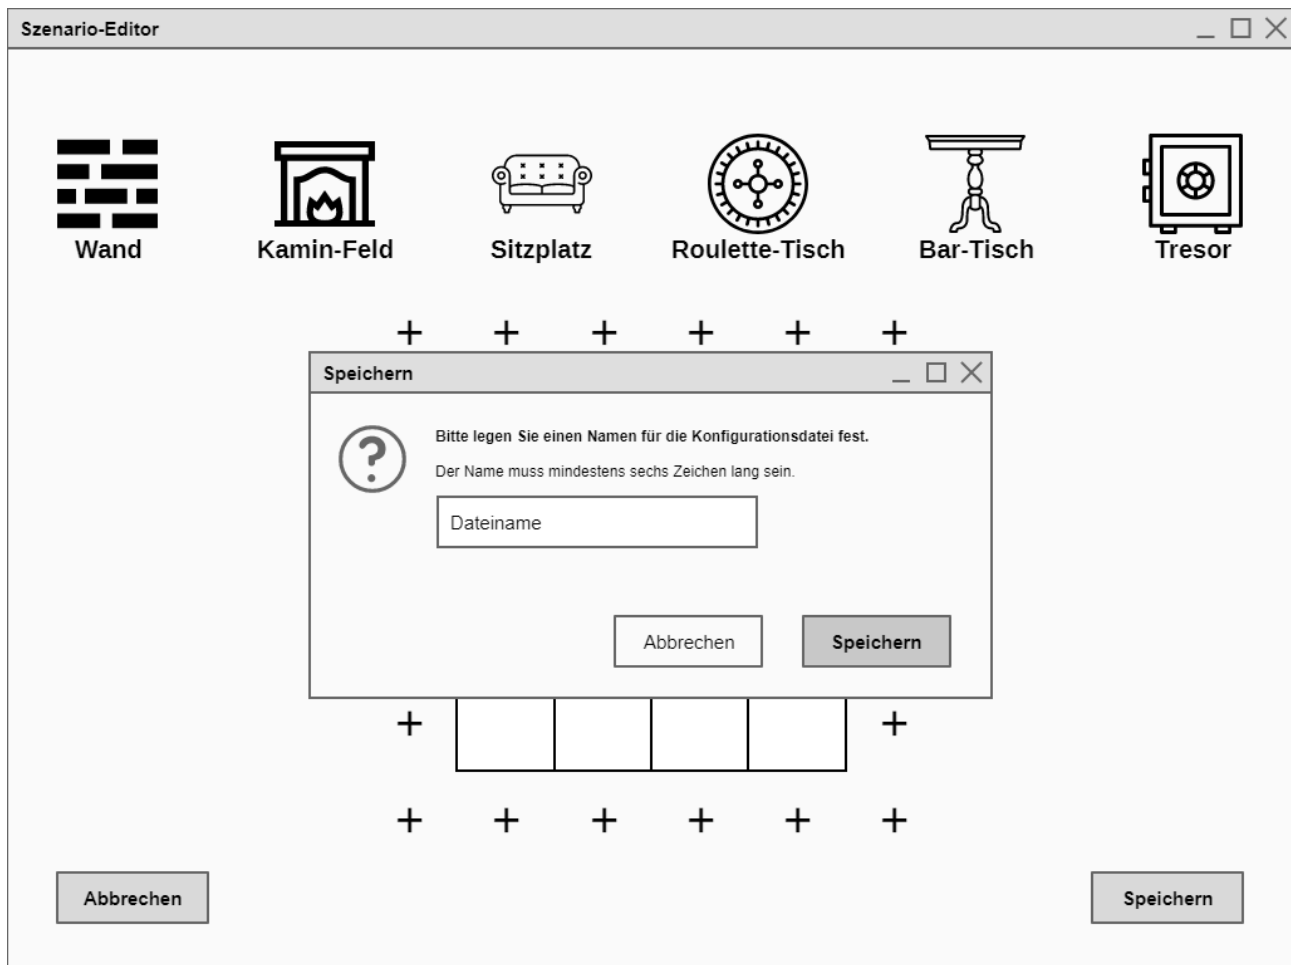 Szenario-Editor
Wand
Kamin-Feld
Sitzplatz
Roulette-Tisch
Bar-Tisch
Tresor
+ + + + + +
Speichern
?
Bitte legen Sie einen Namen für die Konfigurationsdatei fest.
Der Name muss mindestens sechs Zeichen lang sein.
Dateiname
Abbrechen
Speichern
+ +
+ + + + + +
Abbrechen
Speichern